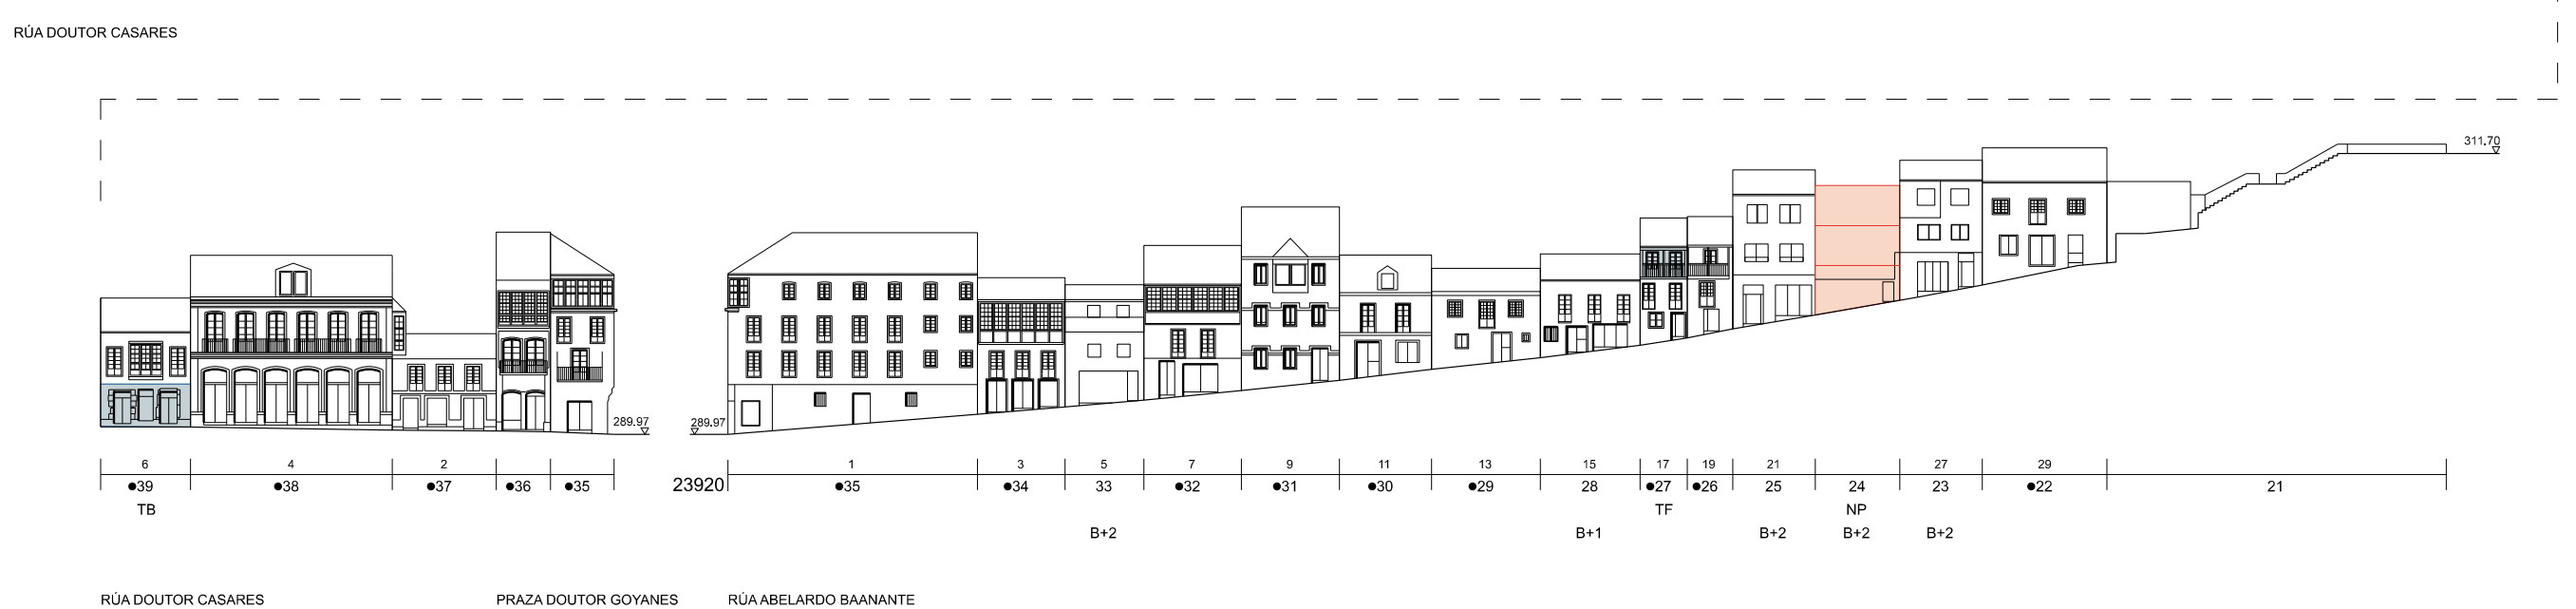 RÚA DOUTOR CASARES
311.70
289.97 289.97
6 4 2 1 3 5 7 9 11 13 15 17 19 21 27 29
●39 ●38 ●37 ●36 ●35 23920 ●35 ●34 33 ●32 ●31 ●30 ●29 28 ●27 ●26 25 24 23 ●22 21
TB TF NP
B+2 B+1 B+2 B+2 B+2
RÚA DOUTOR CASARES PRAZA DOUTOR GOYANES RÚA ABELARDO BAANANTE